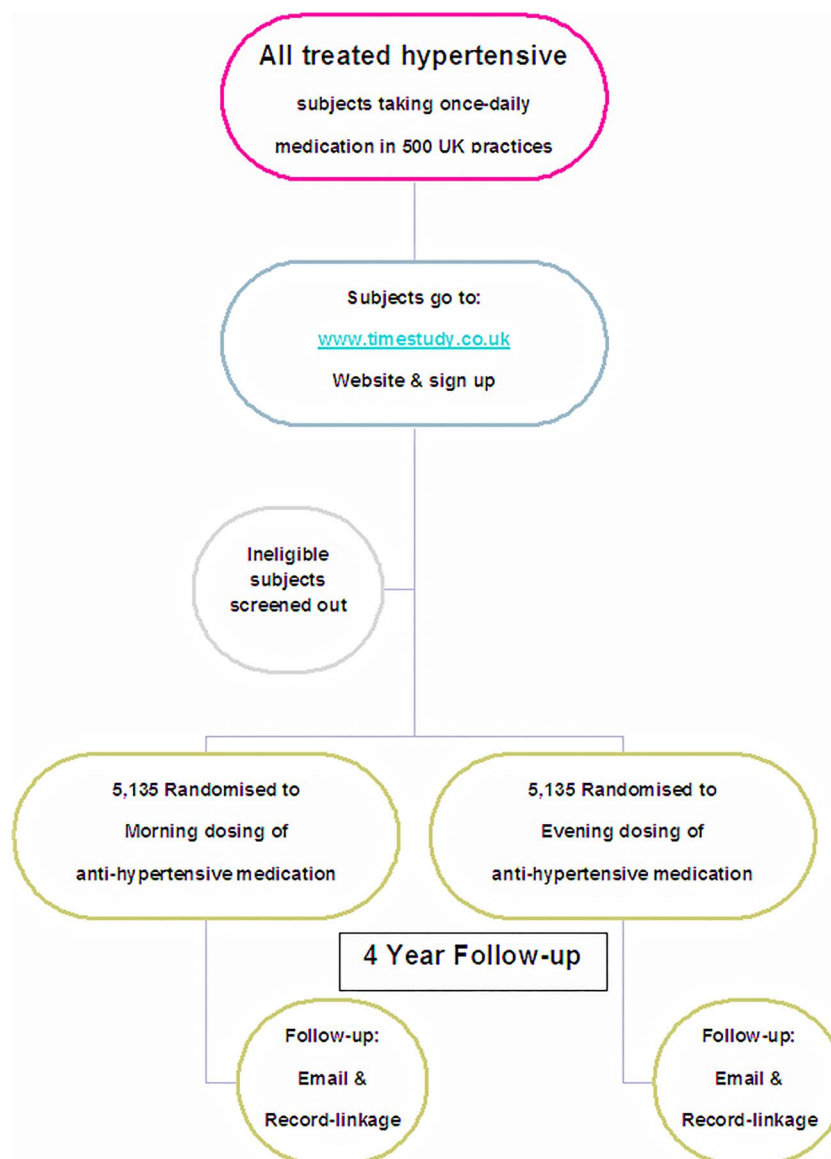 All treated hypertensive
subjects taking once-daily
medication in 500 UK practices
Subjects go to:
www.timestudy.co.uk
Website & sign up
Ineligible
subjects
screened out
5,135 Randomised to
Morning dosing of
anti-hypertensive medication
5,135 Randomised to
Evening dosing of
anti-hypertensive medication
4 Year Follow-up
Follow-up:
Email &
Record-linkage
Follow-up:
Email &
Record-linkage